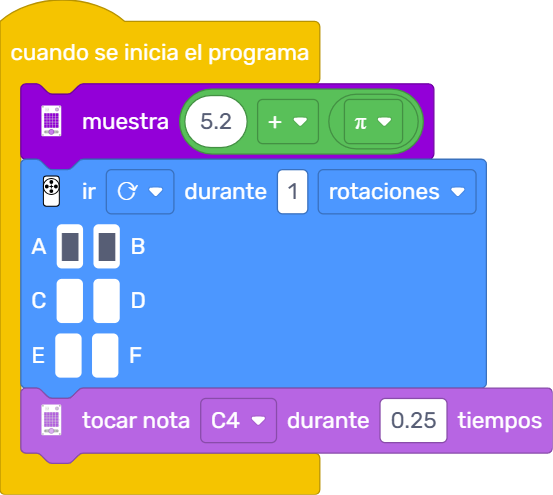 cuando se inicia el programa
muestra 5.2 + π
ir durante 1 rotaciones
A B
C D
E F
tocar nota C4 durante 0.25 tiempos